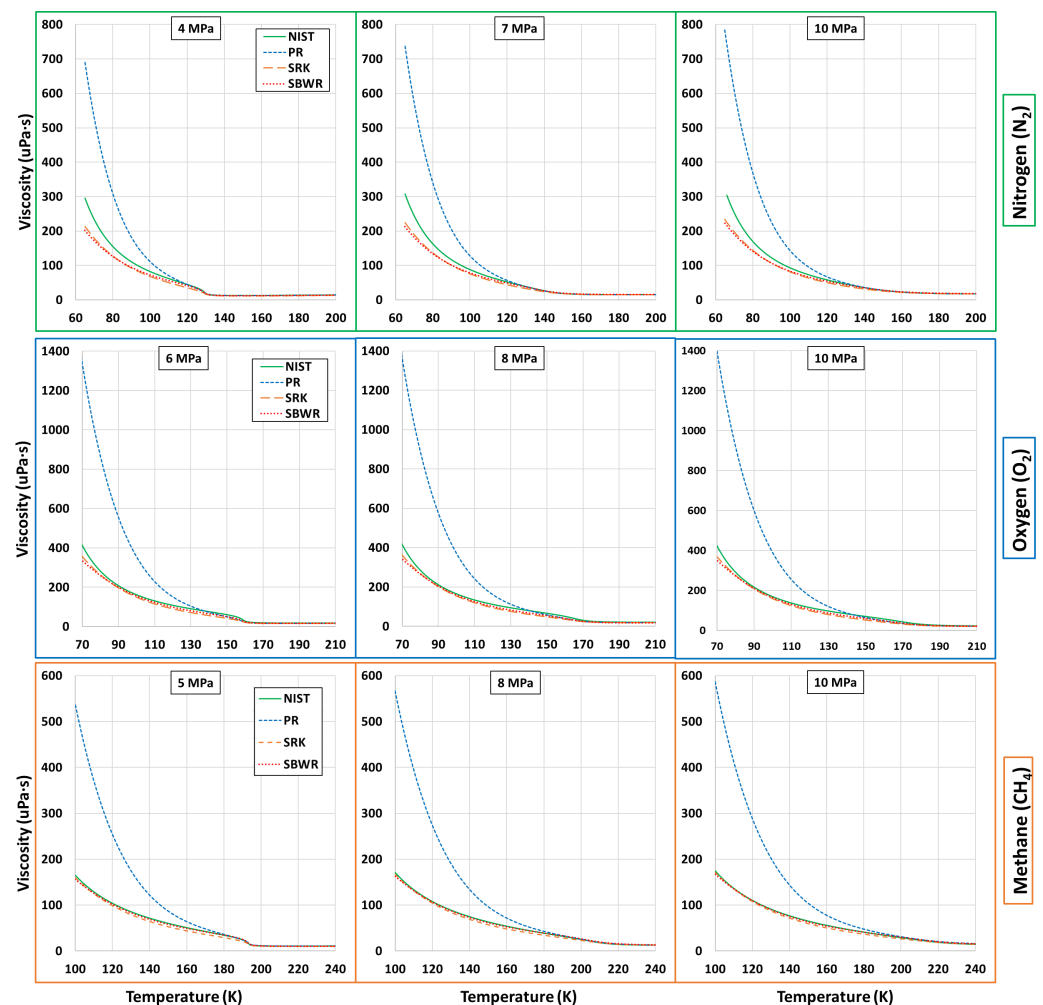 4 MPa
7 MPa
10 MPa
NIST
PR
SRK
SBWR
Viscosity (uPa·s)
800
700
600
500
400
300
200
100
0
60 80 100 120 140 160 180 200
800
700
600
500
400
300
200
100
0
60 80 100 120 140 160 180 200
800
700
600
500
400
300
200
100
0
60 80 100 120 140 160 180 200
Nitrogen (N2)
6 MPa
8 MPa
10 MPa
NIST
PR
SRK
SBWR
Viscosity (uPa·s)
1400
1200
1000
800
600
400
200
0
70 90 110 130 150 170 190 210
1400
1200
1000
800
600
400
200
0
70 90 110 130 150 170 190 210
1400
1200
1000
800
600
400
200
0
70 90 110 130 150 170 190 210
Oxygen (O2)
5 MPa
8 MPa
10 MPa
NIST
PR
SRK
SBWR
Viscosity (uPa·s)
600
500
400
300
200
100
0
100 120 140 160 180 200 220 240
600
500
400
300
200
100
0
100 120 140 160 180 200 220 240
600
500
400
300
200
100
0
100 120 140 160 180 200 220 240
Methane (CH4)
Temperature (K)
Temperature (K)
Temperature (K)